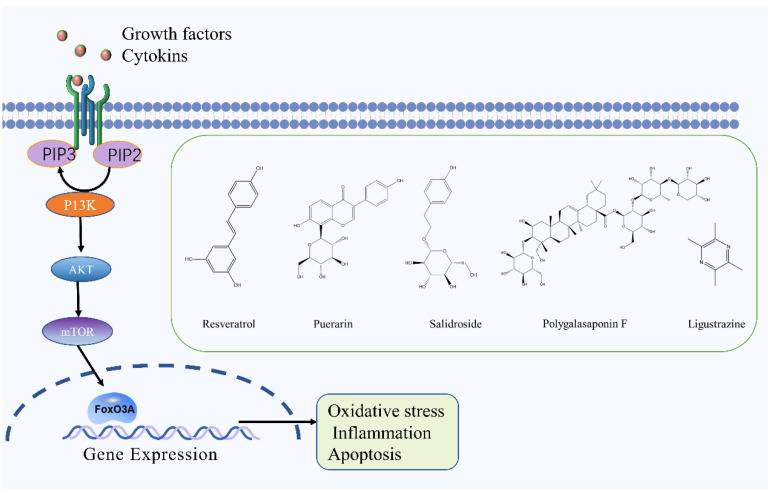 Growth factors
Cytokins
PIP3
PIP2
P13K
AKT
mTOR
FoxO3A
Gene Expression
Oxidative stress
Inflammation
Apoptosis
Resveratrol
Puerarin
Salidroside
Polygalasaponin F
Ligustrazine